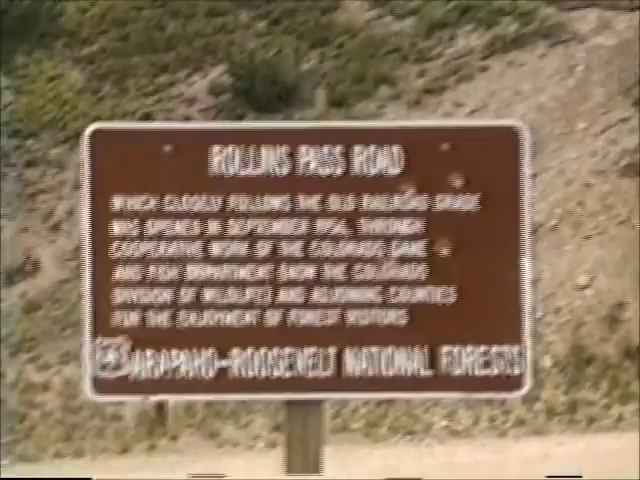 ROLLINS PASS ROAD
WHICH CLOSELY FOLLOWS THE OLD RAILROAD GRADE
WAS OPENED IN SEPTEMBER 1956, THROUGH
COOPERATIVE WORK OF THE COLORADO GAME
AND FISH DEPARTMENT KNOW THE COLORADO
DIVISION OF WILDLIFE AND ADJOINING COUNTIES
FOR THE ENJOYMENT OF FOREST VISITORS
ARAPAHO-ROOSEVELT NATIONAL FORESTS